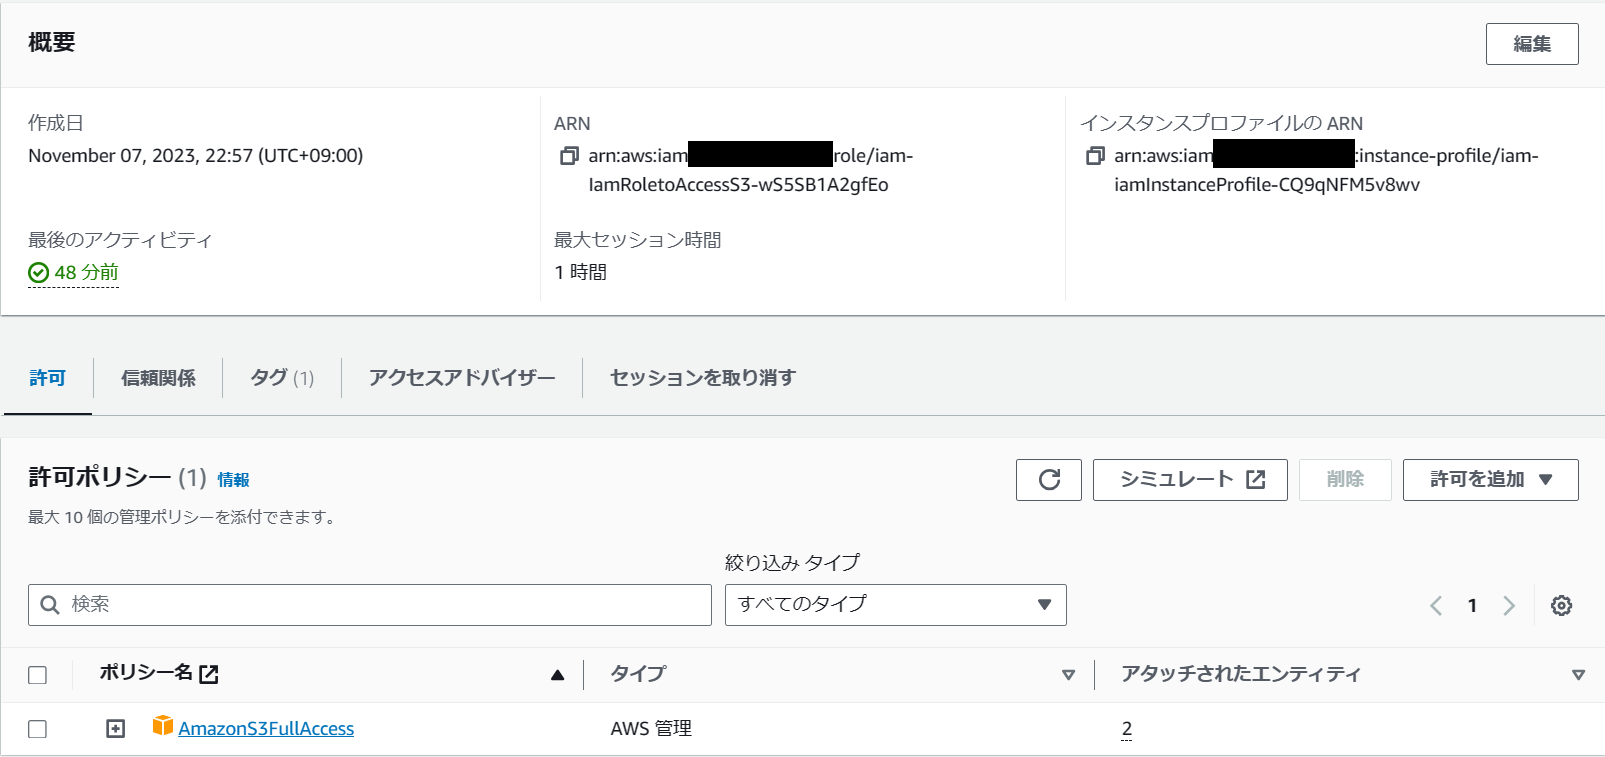 概要
編集
作成日
November 07, 2023, 22:57 (UTC+09:00)
ARN
arn:aws:iam role/iam-
IamRoletoAccessS3-wS5SB1A2gfEo
インスタンスプロファイルの ARN
arn:aws:iam :instance-profile/iam-
iamInstanceProfile-CQ9qNFM5v8wv
最後のアクティビティ
48 分前
最大セッション時間
1 時間
許可
信頼関係
タグ (1)
アクセスアドバイザー
セッションを取り消す
許可ポリシー (1) 情報
最大 10 個の管理ポリシーを添付できます。
シミュレート
削除
許可を追加
絞り込み タイプ
検索
すべてのタイプ
1
ポリシー名
タイプ
アタッチされたエンティティ
AmazonS3FullAccess
AWS 管理
2